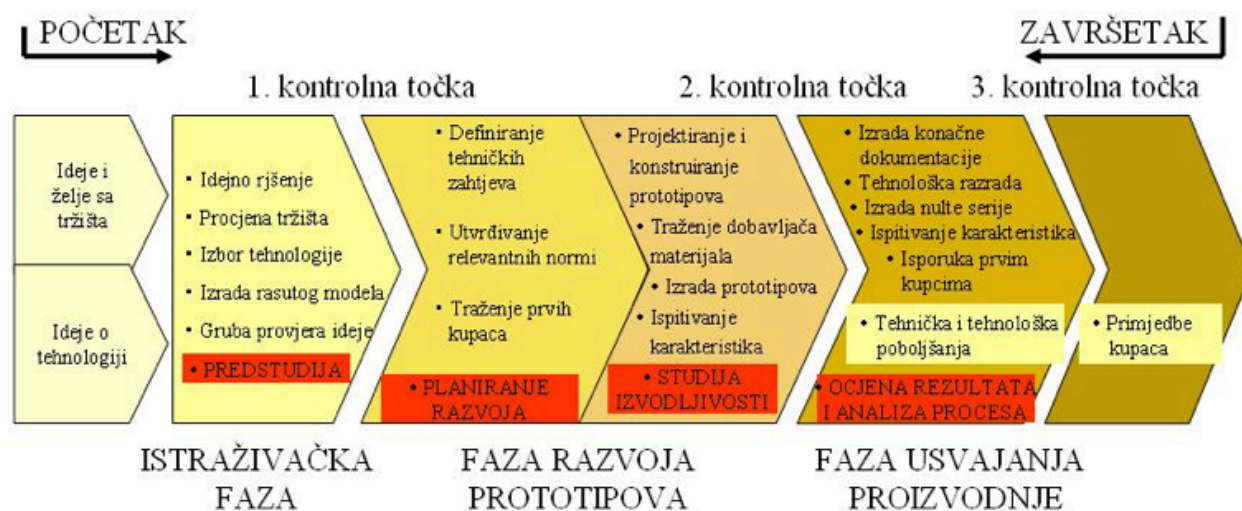 POČETAK
ZAVRŠETAK
1. kontrolna točka
2. kontrolna točka
3. kontrolna točka
Ideje i
želje sa
tržišta
Ideje o
tehnologiji
• Idejno rjšenje
• Procjena tržišta
• Izbor tehnologije
• Izrada rasutog modela
• Gruba provjera ideje
• PREDSTUDIJA
• Definiranje
tehničkih
zahtjeva
• Utvrđivanje
relevantnih normi
• Traženje prvih
kupaca
• PLANIRANJE
RAZVOJA
• Projektiranje i
konstruiranje
prototipova
• Traženje dobavljača
materijala
• Izrada prototipova
• Ispitivanje
karakteristika
• STUDIJA
IZVODLJIVOSTI
• Izrada konačne
dokumentacije
• Tehnološka razrada
• Izrada nulte serije
• Ispitivanje karakteristika
• Isporuka prvim
kupcima
• Tehnička i tehnološka
poboljšanja
• OCJENA REZULTATA
I ANALIZA PROCESA
• Primjedbe
kupaca
ISTRAŽIVAČKA
FAZA
FAZA RAZVOJA
PROTOTIPOVA
FAZA USVAJANJA
PROIZVODNJE